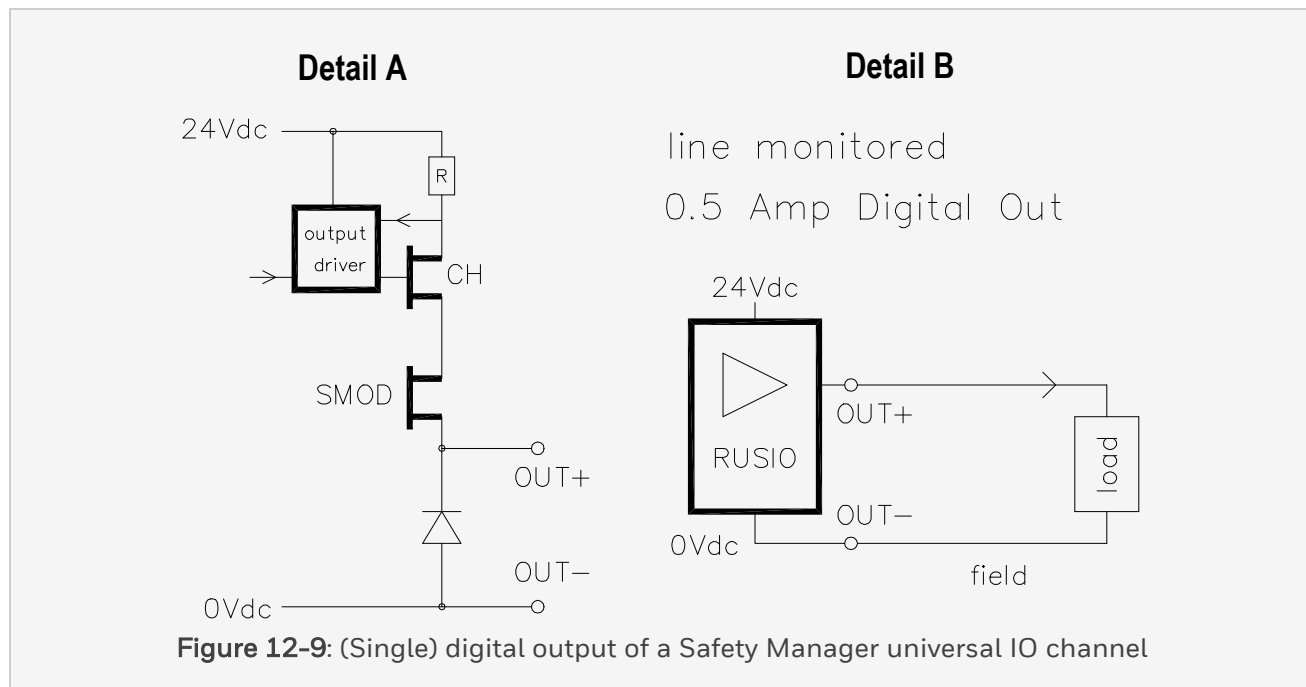 Detail A
24Vdc
R
output
driver
CH
SMOD
OUT+
OUT−
0Vdc
Detail B
line monitored
0.5 Amp Digital Out
24Vdc
OUT+
RUSIO
load
OUT−
0Vdc
field
Figure 12-9: (Single) digital output of a Safety Manager universal IO channel